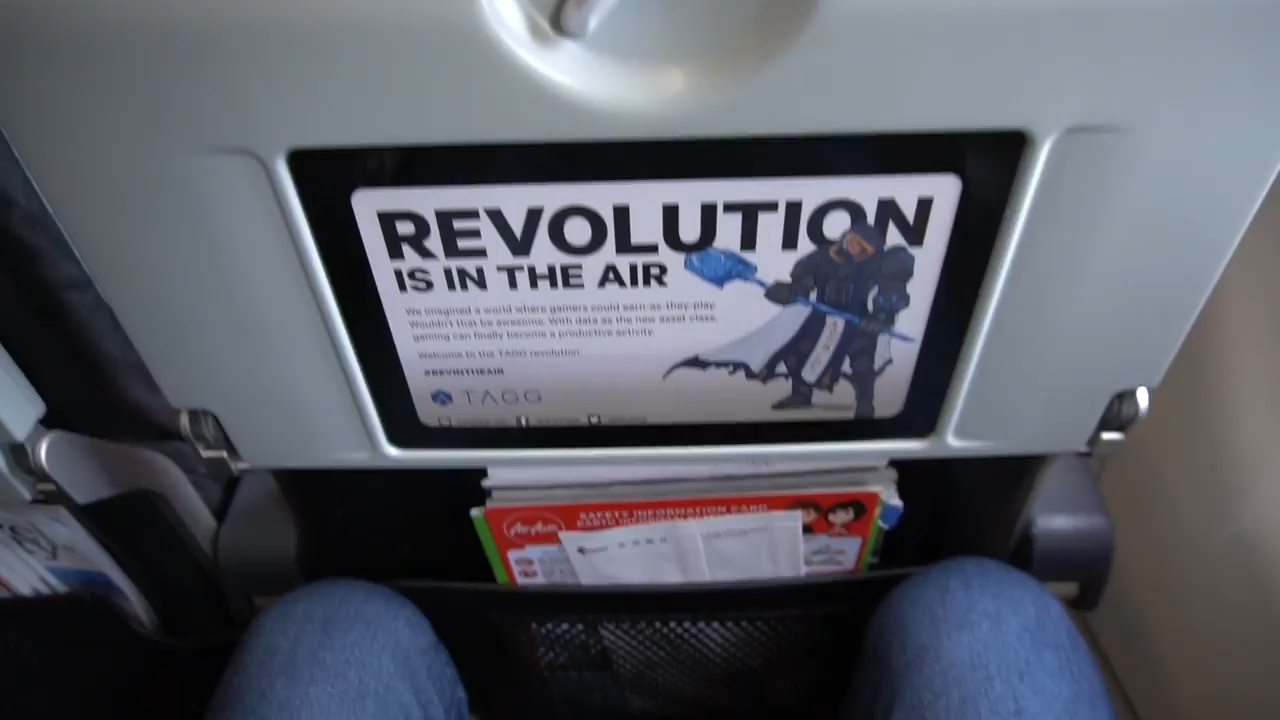 REVOLUTION
IS IN THE AIR
We imagined a world where gamers could earn-as-they-play.
Wouldn't that be awesome. With data as the new asset class,
gaming can finally become a productive activity.
Welcome to the TAGG revolution.
#REVINTHEAIR
TAGG
AirAsia
SAFETY INFORMATION CARD